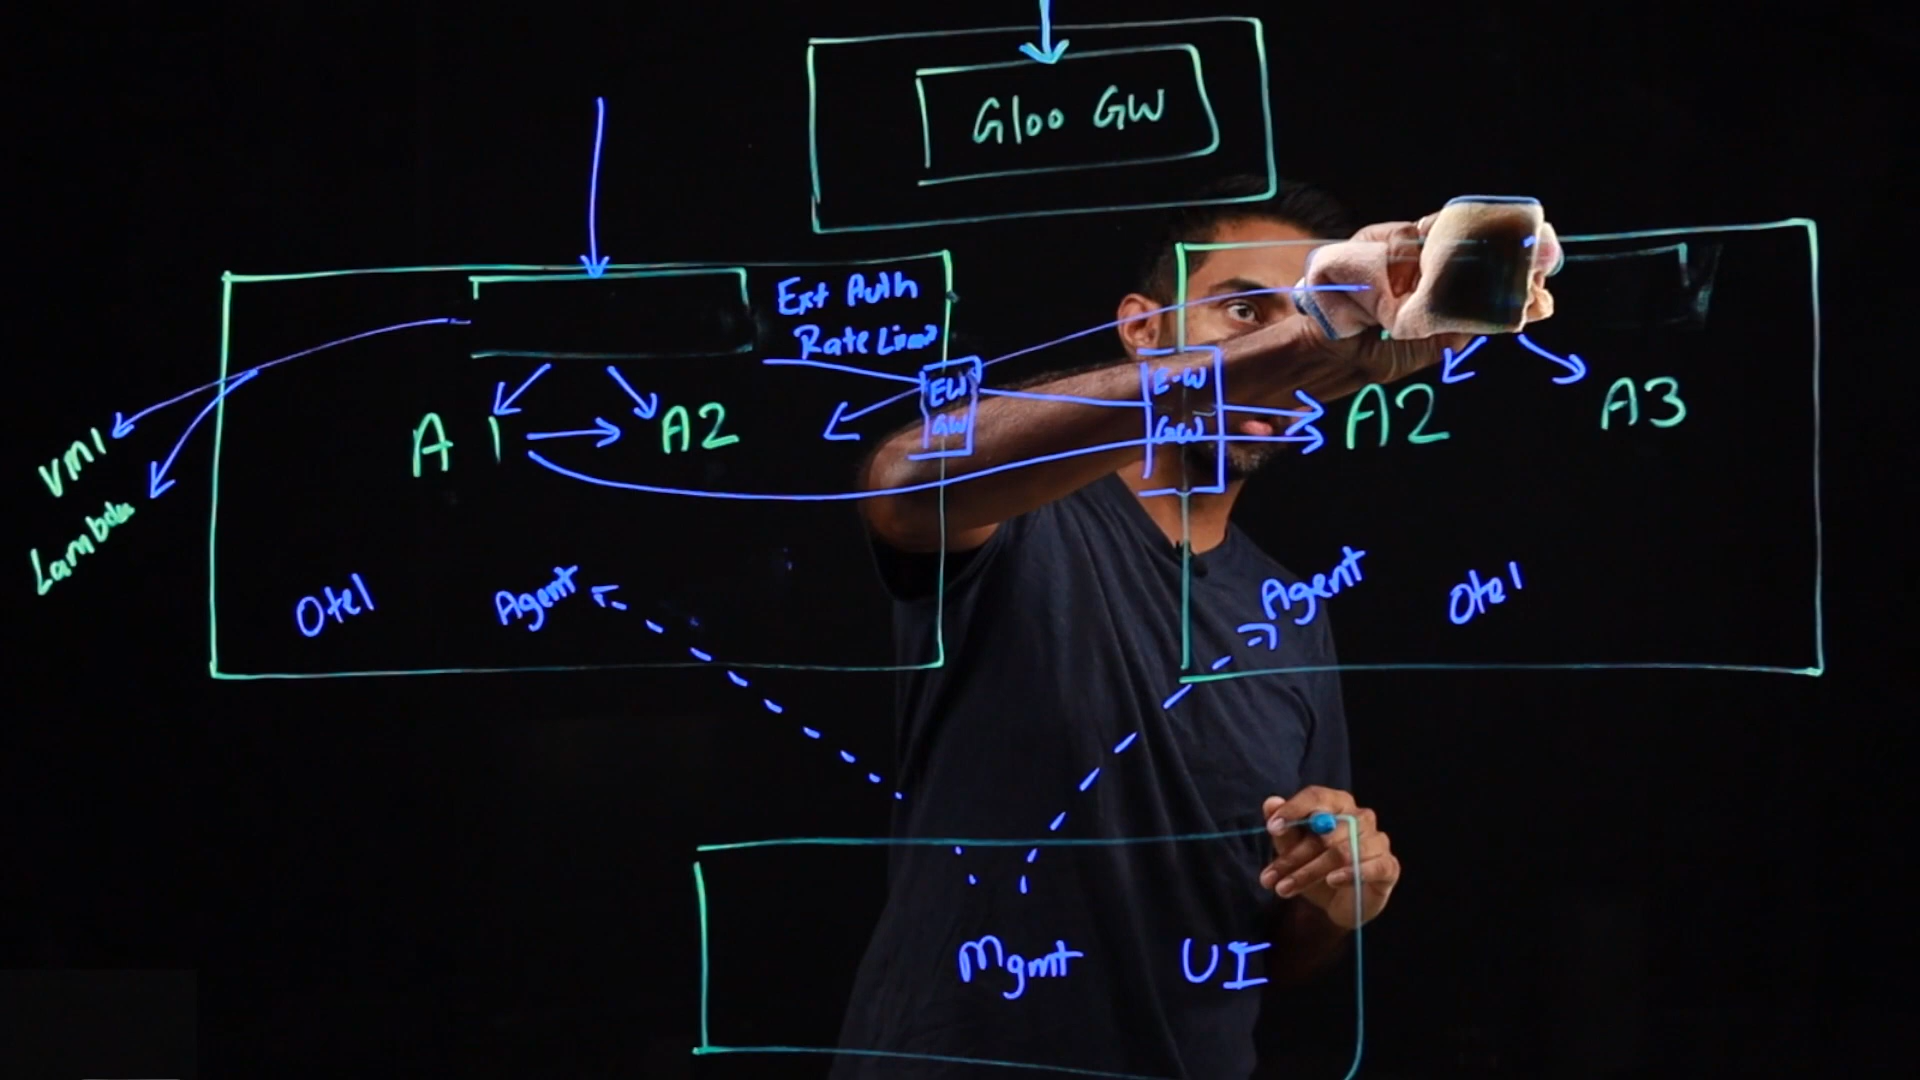 Gloo GW
Ext Auth
Rate Limit
EW
GW
E-W
GW
A1
A2
A2
A3
VM1
Lambda
Otel
Agent
Agent
Otel
Mgmt
UI